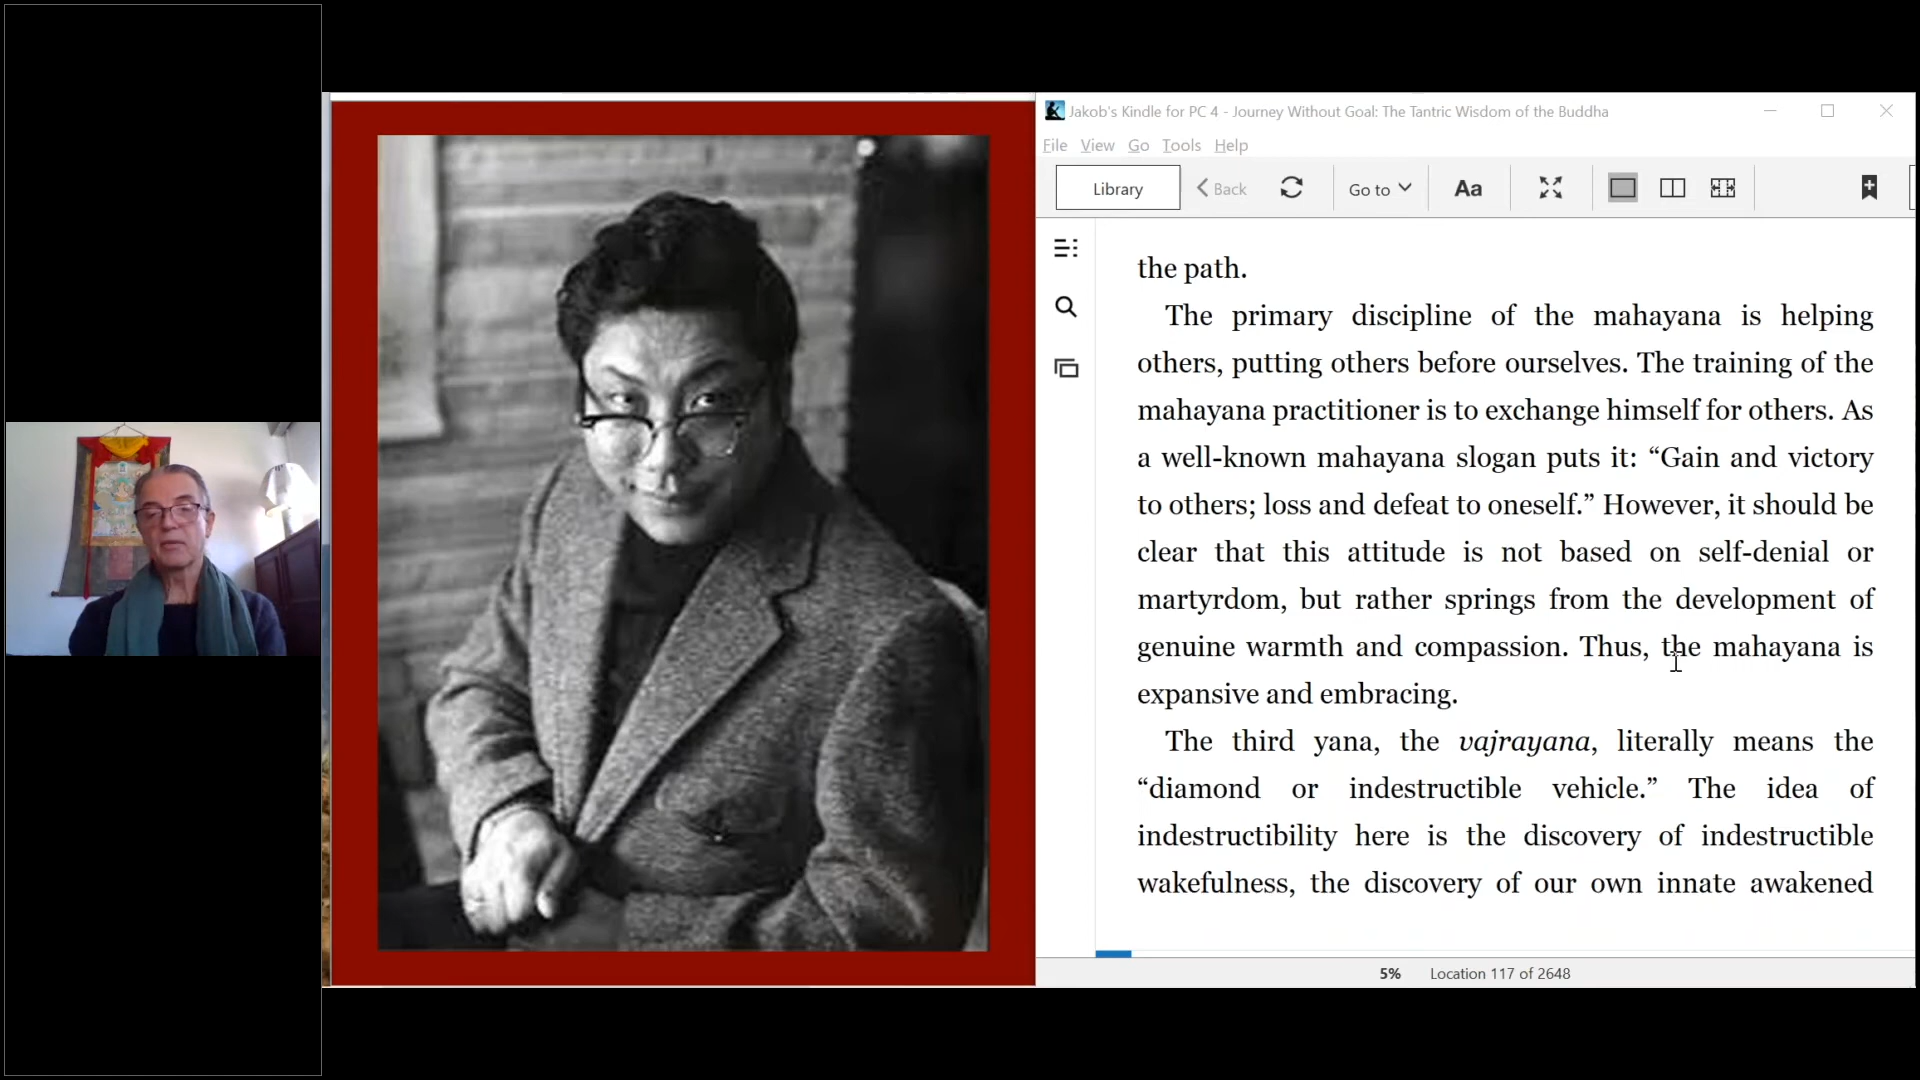 Jakob's Kindle for PC 4 - Journey Without Goal: The Tantric Wisdom of the Buddha
File View Go Tools Help
Library Back Go to Aa
the path.
The primary discipline of the mahayana is helping
others, putting others before ourselves. The training of the
mahayana practitioner is to exchange himself for others. As
a well-known mahayana slogan puts it: “Gain and victory
to others; loss and defeat to oneself.” However, it should be
clear that this attitude is not based on self-denial or
martyrdom, but rather springs from the development of
genuine warmth and compassion. Thus, the mahayana is
expansive and embracing.
The third yana, the vajrayana, literally means the
“diamond or indestructible vehicle.” The idea of
indestructibility here is the discovery of indestructible
wakefulness, the discovery of our own innate awakened
5% Location 117 of 2648